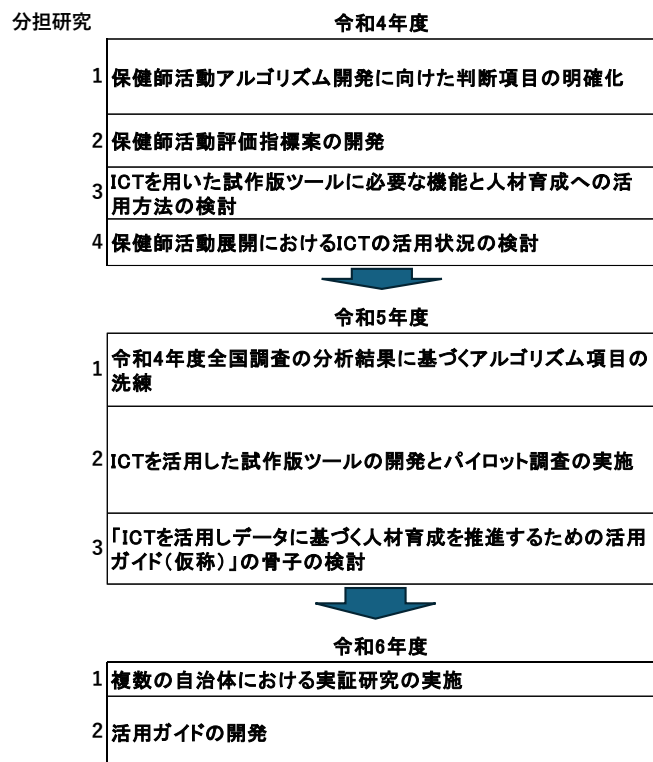 分担研究 令和4年度
1 保健師活動アルゴリズム開発に向けた判断項目の明確化
2 保健師活動評価指標案の開発
3 ICTを用いた試作版ツールに必要な機能と人材育成への活
用方法の検討
4 保健師活動展開におけるICTの活用状況の検討
令和5年度
1 令和4年度全国調査の分析結果に基づくアルゴリズム項目の
洗練
2 ICTを活用した試作版ツールの開発とパイロット調査の実施
3 「ICTを活用しデータに基づく人材育成を推進するための活用
ガイド(仮称)」の骨子の検討
令和6年度
1 複数の自治体における実証研究の実施
2 活用ガイドの開発